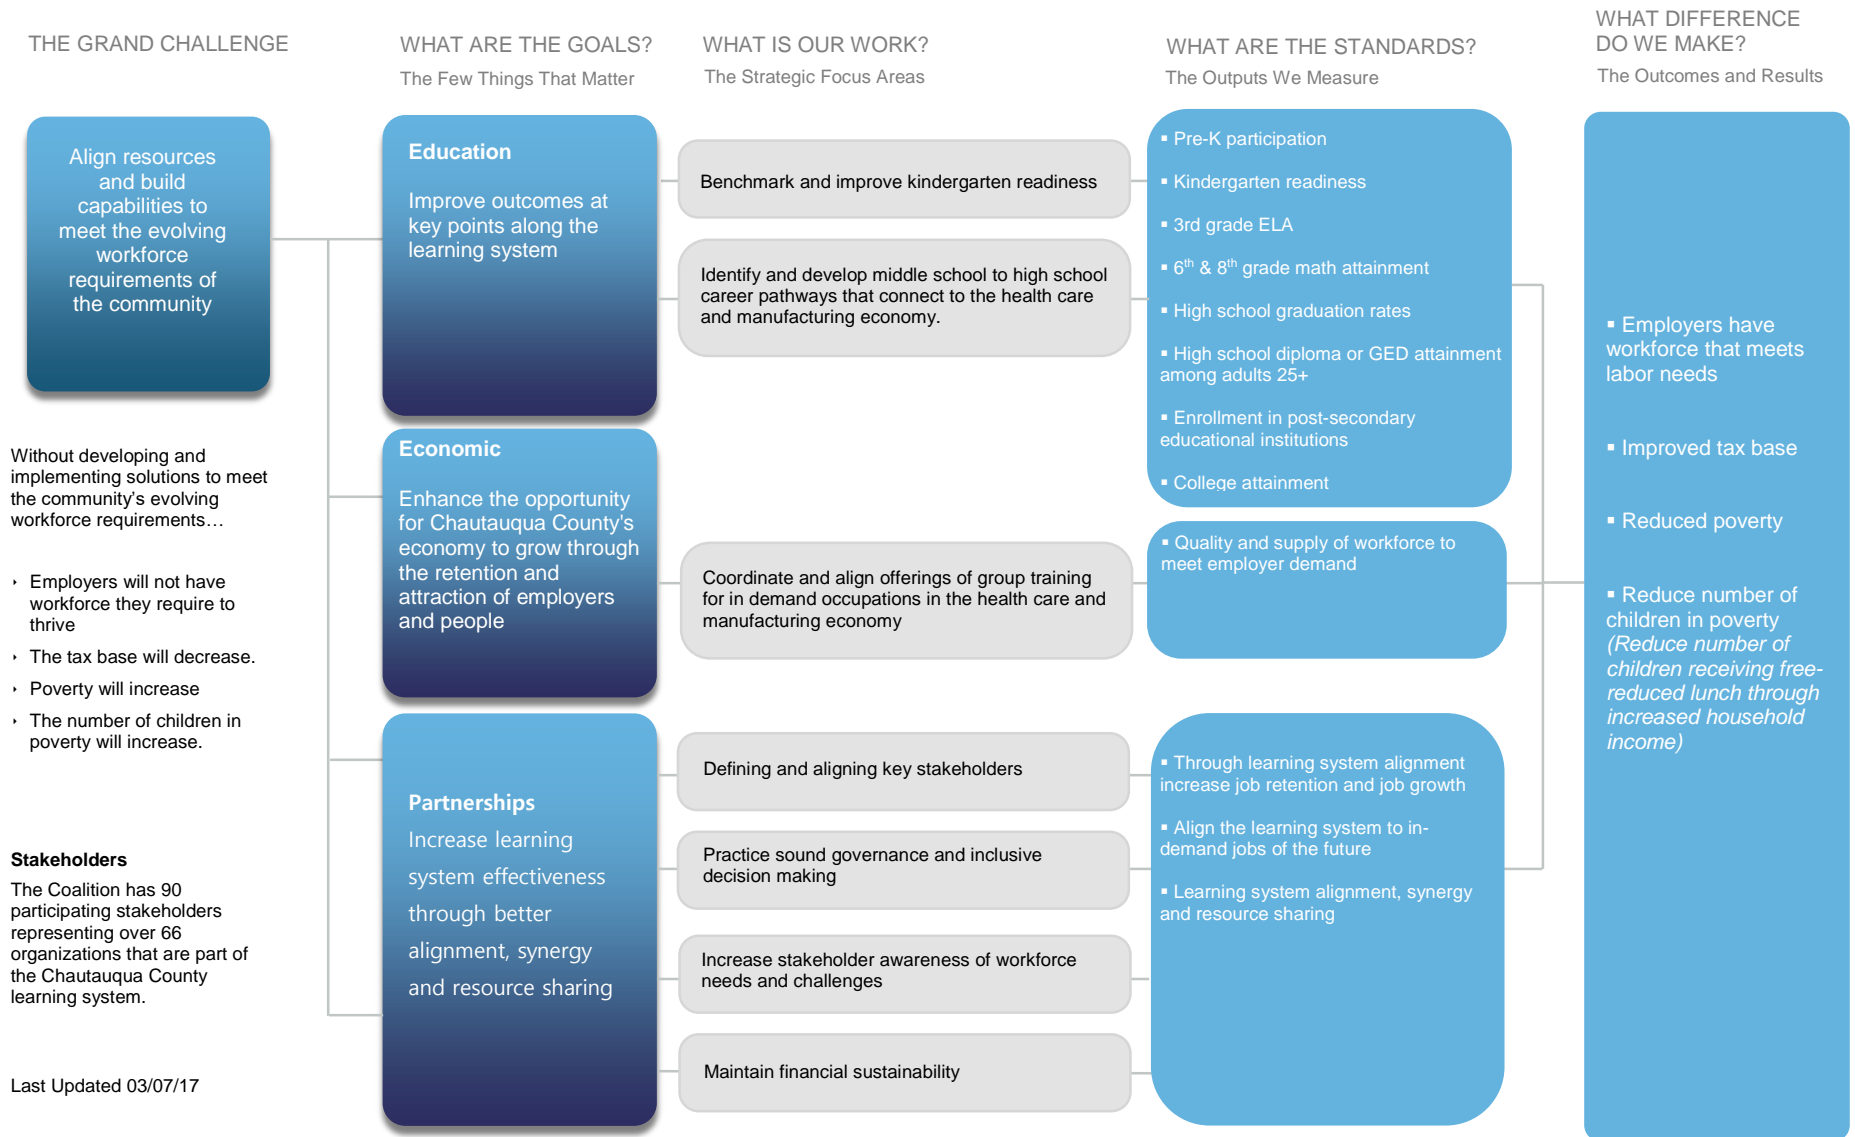 THE GRAND CHALLENGE
Align resources
and build
capabilities to
meet the evolving
workforce
requirements of
the community
Without developing and
implementing solutions to meet
the community’s evolving
workforce requirements…
‣ Employers will not have
workforce they require to
thrive
‣ The tax base will decrease.
‣ Poverty will increase
‣ The number of children in
poverty will increase.
Stakeholders
The Coalition has 90
participating stakeholders
representing over 66
organizations that are part of
the Chautauqua County
learning system.
Last Updated 03/07/17
WHAT ARE THE GOALS?
The Few Things That Matter
Education
Improve outcomes at
key points along the
learning system
Economic
Enhance the opportunity
for Chautauqua County's
economy to grow through
the retention and
attraction of employers
and people
Partnerships
Increase learning
system effectiveness
through better
alignment, synergy
and resource sharing
WHAT IS OUR WORK?
The Strategic Focus Areas
Benchmark and improve kindergarten readiness
Identify and develop middle school to high school
career pathways that connect to the health care
and manufacturing economy.
Coordinate and align offerings of group training
for in demand occupations in the health care and
manufacturing economy
Defining and aligning key stakeholders
Practice sound governance and inclusive
decision making
Increase stakeholder awareness of workforce
needs and challenges
Maintain financial sustainability
WHAT ARE THE STANDARDS?
The Outputs We Measure
▪ Pre-K participation
▪ Kindergarten readiness
▪ 3rd grade ELA
▪ 6th & 8th grade math attainment
▪ High school graduation rates
▪ High school diploma or GED attainment
among adults 25+
▪ Enrollment in post-secondary
educational institutions
▪ College attainment
▪ Quality and supply of workforce to
meet employer demand
▪ Through learning system alignment
increase job retention and job growth
▪ Align the learning system to in-
demand jobs of the future
▪ Learning system alignment, synergy
and resource sharing
WHAT DIFFERENCE
DO WE MAKE?
The Outcomes and Results
▪ Employers have
workforce that meets
labor needs
▪ Improved tax base
▪ Reduced poverty
▪ Reduce number of
children in poverty
(Reduce number of
children receiving free-
reduced lunch through
increased household
income)